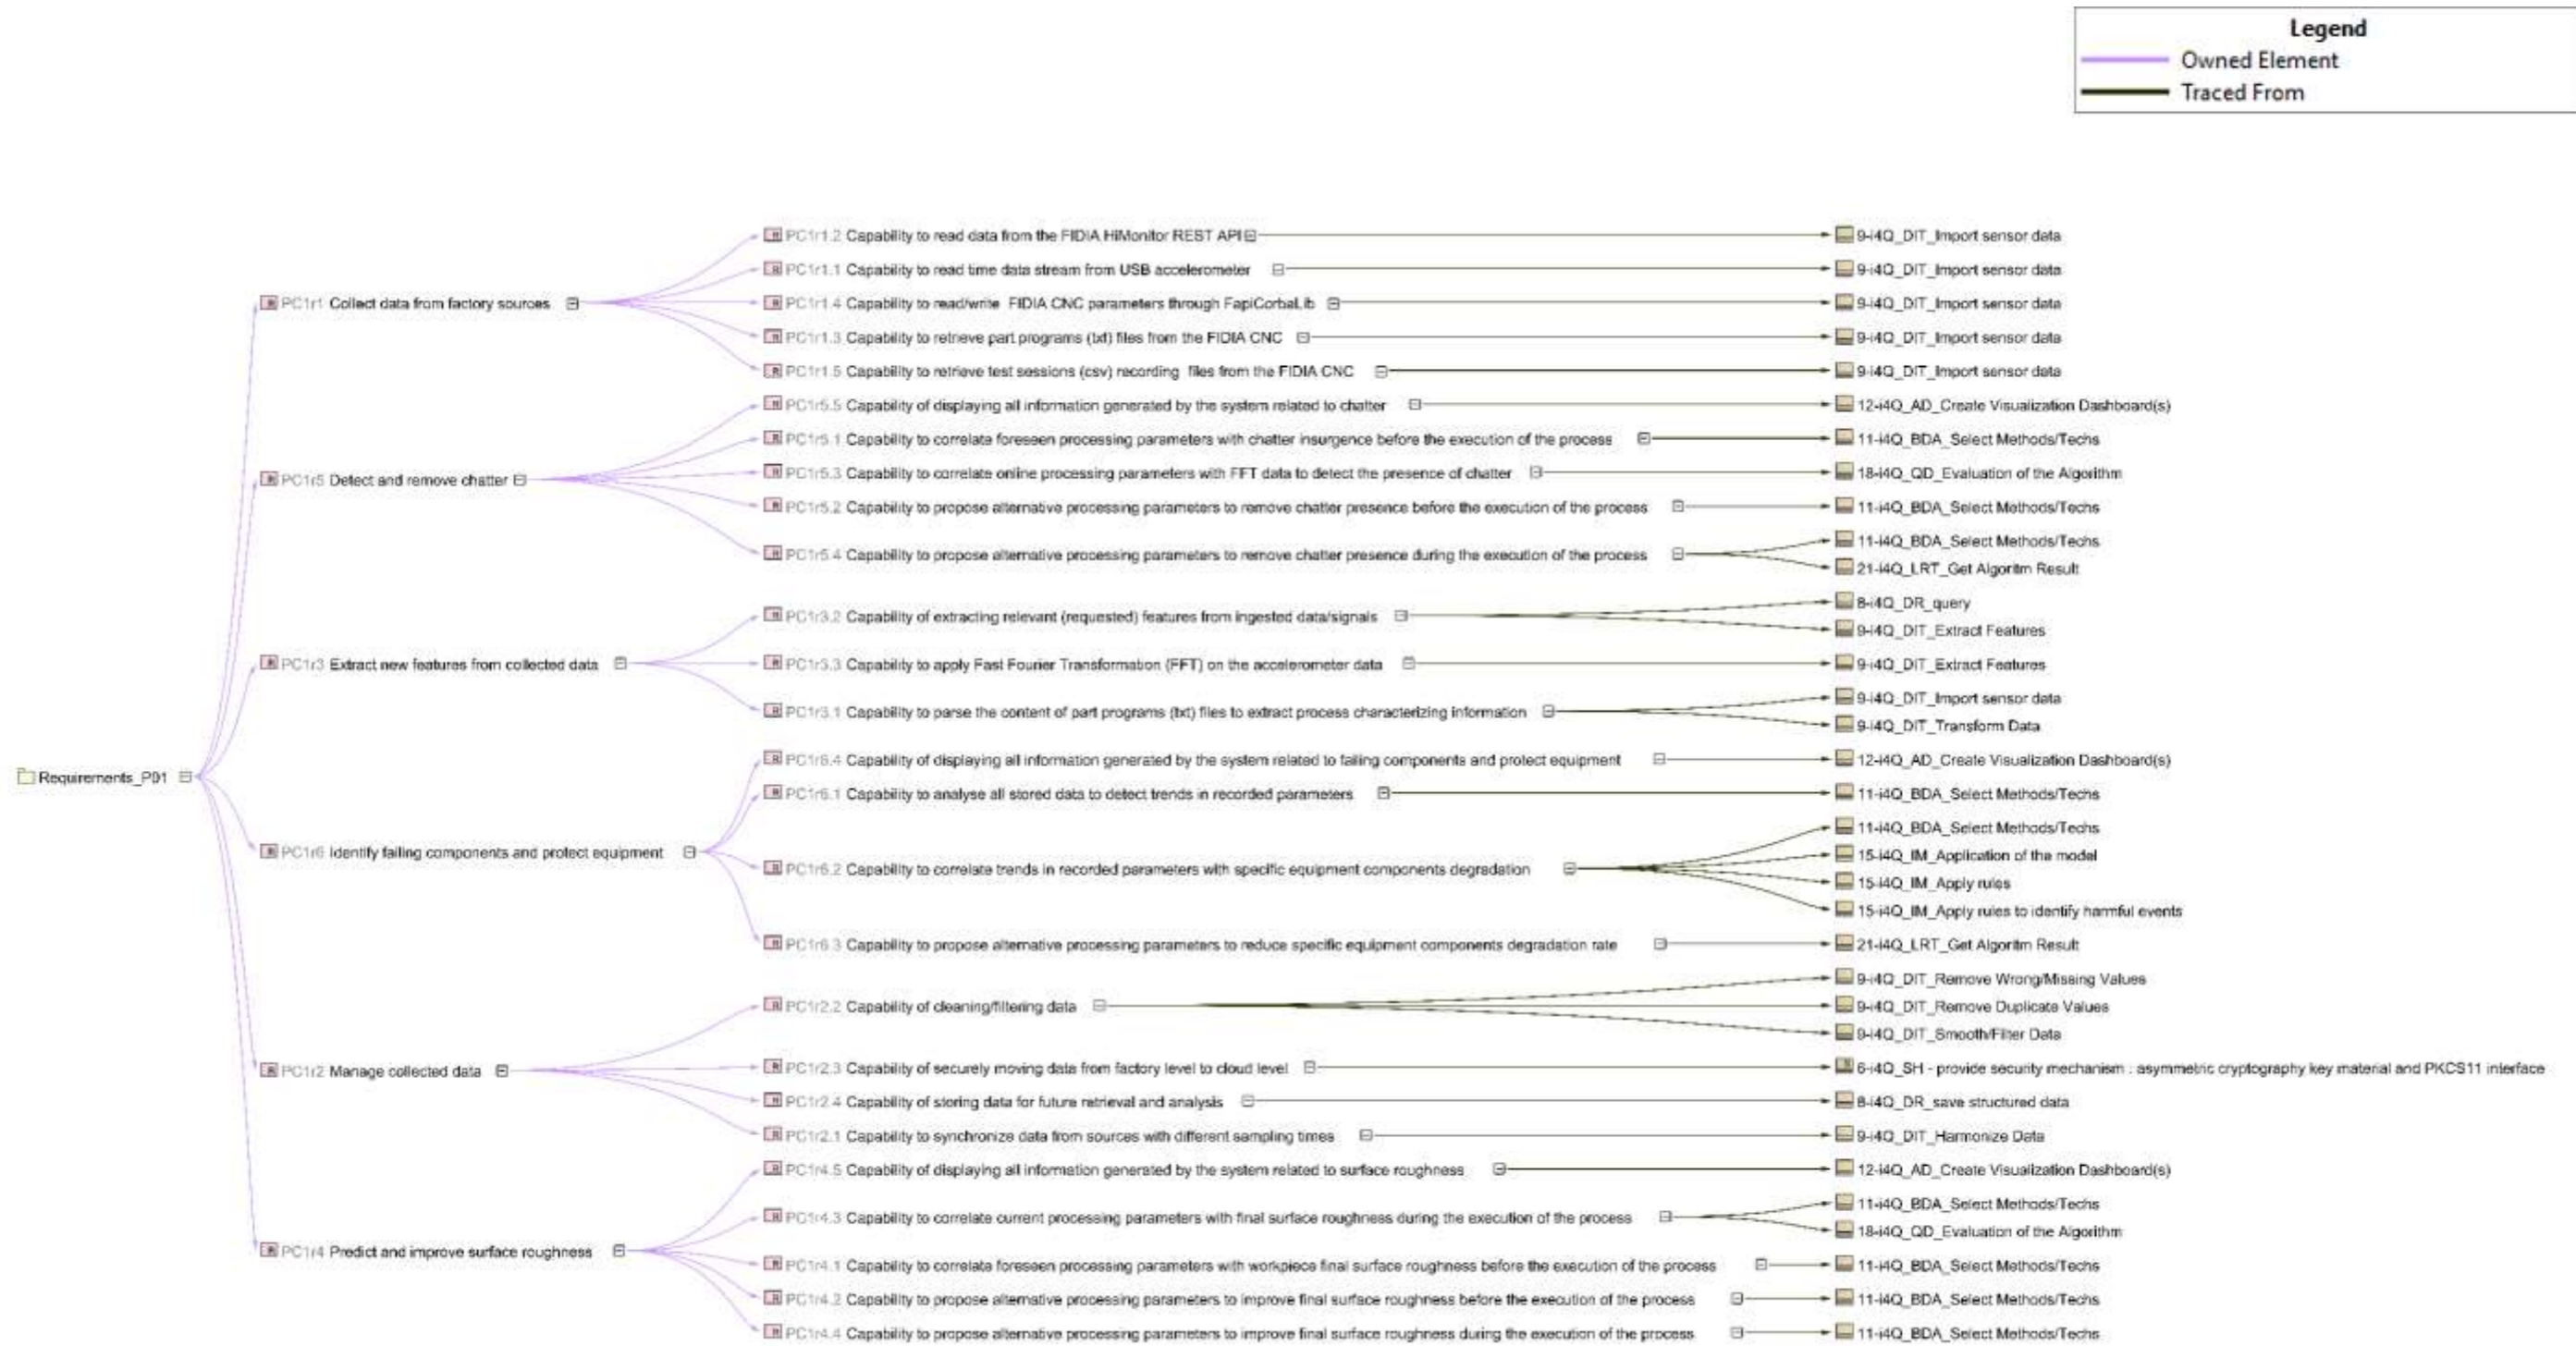 Legend
Owned Element
Traced From
PC1r1.2 Capability to read data from the FIDIA HiMonitor REST API
9-i4Q_DIT_Import sensor data
PC1r1.1 Capability to read time data stream from USB accelerometer
9-i4Q_DIT_Import sensor data
PC1r1 Collect data from factory sources
PC1r1.4 Capability to read/write FIDIA CNC parameters through FapiCorbaLib
9-i4Q_DIT_Import sensor data
PC1r1.3 Capability to retrieve part programs (txt) files from the FIDIA CNC
9-i4Q_DIT_Import sensor data
PC1r1.5 Capability to retrieve test sessions (csv) recording files from the FIDIA CNC
9-i4Q_DIT_Import sensor data
PC1r5.5 Capability of displaying all information generated by the system related to chatter
12-i4Q_AD_Create Visualization Dashboard(s)
PC1r5.1 Capability to correlate foreseen processing parameters with chatter insurgence before the execution of the process
11-i4Q_BDA_Select Methods/Techs
PC1r5 Detect and remove chatter
PC1r5.3 Capability to correlate online processing parameters with FFT data to detect the presence of chatter
18-i4Q_QD_Evaluation of the Algorithm
PC1r5.2 Capability to propose alternative processing parameters to remove chatter presence before the execution of the process
11-i4Q_BDA_Select Methods/Techs
PC1r5.4 Capability to propose alternative processing parameters to remove chatter presence during the execution of the process
11-i4Q_BDA_Select Methods/Techs
21-i4Q_LRT_Get Algoritm Result
PC1r3.2 Capability of extracting relevant (requested) features from ingested data/signals
8-i4Q_DR_query
9-i4Q_DIT_Extract Features
PC1r3 Extract new features from collected data
PC1r3.3 Capability to apply Fast Fourier Transformation (FFT) on the accelerometer data
9-i4Q_DIT_Extract Features
PC1r3.1 Capability to parse the content of part programs (txt) files to extract process characterizing information
9-i4Q_DIT_Import sensor data
9-i4Q_DIT_Transform Data
Requirements_P01
PC1r6.4 Capability of displaying all information generated by the system related to failing components and protect equipment
12-i4Q_AD_Create Visualization Dashboard(s)
PC1r6.1 Capability to analyse all stored data to detect trends in recorded parameters
11-i4Q_BDA_Select Methods/Techs
PC1r6 Identify failing components and protect equipment
PC1r6.2 Capability to correlate trends in recorded parameters with specific equipment components degradation
11-i4Q_BDA_Select Methods/Techs
15-i4Q_IM_Application of the model
15-i4Q_IM_Apply rules
15-i4Q_IM_Apply rules to identify harmful events
PC1r6.3 Capability to propose alternative processing parameters to reduce specific equipment components degradation rate
21-i4Q_LRT_Get Algoritm Result
PC1r2.2 Capability of cleaning/filtering data
9-i4Q_DIT_Remove Wrong/Missing Values
9-i4Q_DIT_Remove Duplicate Values
9-i4Q_DIT_Smooth/Filter Data
PC1r2 Manage collected data
PC1r2.3 Capability of securely moving data from factory level to cloud level
6-i4Q_SH - provide security mechanism : asymmetric cryptography key material and PKCS11 interface
PC1r2.4 Capability of storing data for future retrieval and analysis
8-i4Q_DR_save structured data
PC1r2.1 Capability to synchronize data from sources with different sampling times
9-i4Q_DIT_Harmonize Data
PC1r4.5 Capability of displaying all information generated by the system related to surface roughness
12-i4Q_AD_Create Visualization Dashboard(s)
PC1r4.3 Capability to correlate current processing parameters with final surface roughness during the execution of the process
11-i4Q_BDA_Select Methods/Techs
18-i4Q_QD_Evaluation of the Algorithm
PC1r4 Predict and improve surface roughness
PC1r4.1 Capability to correlate foreseen processing parameters with workpiece final surface roughness before the execution of the process
11-i4Q_BDA_Select Methods/Techs
PC1r4.2 Capability to propose alternative processing parameters to improve final surface roughness before the execution of the process
11-i4Q_BDA_Select Methods/Techs
PC1r4.4 Capability to propose alternative processing parameters to improve final surface roughness during the execution of the process
11-i4Q_BDA_Select Methods/Techs